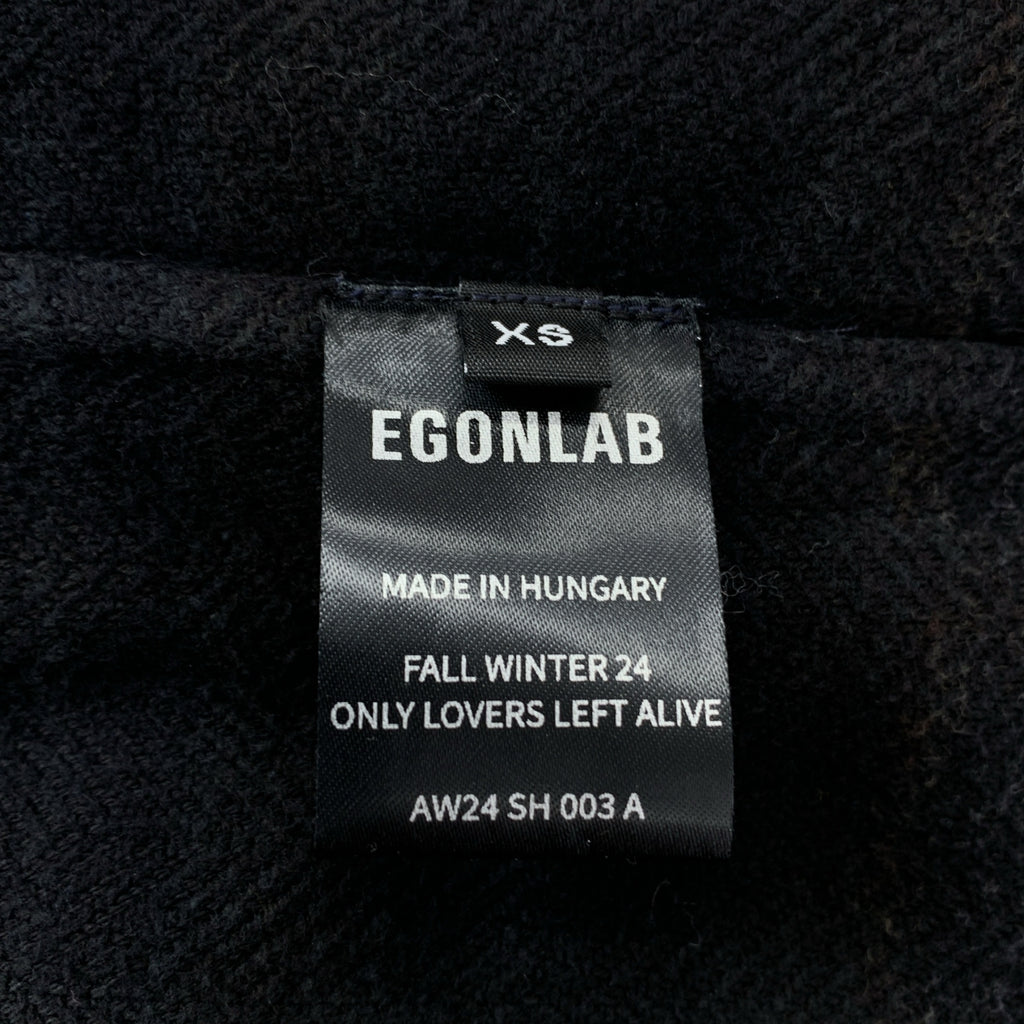 XS
EGONLAB
MADE IN HUNGARY
FALL WINTER 24
ONLY LOVERS LEFT ALIVE
AW24 SH 003 A